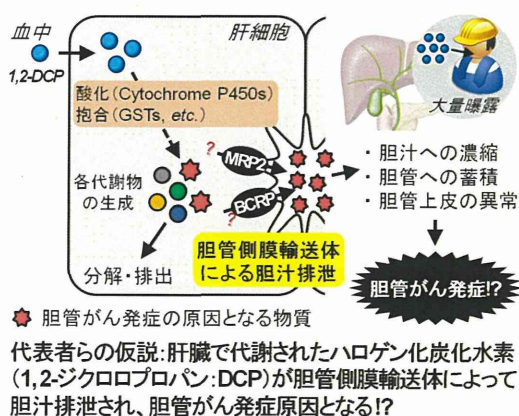 血中
1,2-DCP
肝細胞
酸化(Cytochrome P450s)
抱合(GSTs, etc.)
各代謝物
の生成
分解・排出
?
MRP2
?
BCRP
胆管側膜輸送体
による胆汁排泄
大量曝露
・胆汁への濃縮
・胆管への蓄積
・胆管上皮の異常
胆管がん発症!?
胆管がん発症の原因となる物質
代表者らの仮説:肝臓で代謝されたハロゲン化炭化水素
(1,2-ジクロロプロパン:DCP)が胆管側膜輸送体によって
胆汁排泄され、胆管がん発症原因となる!?